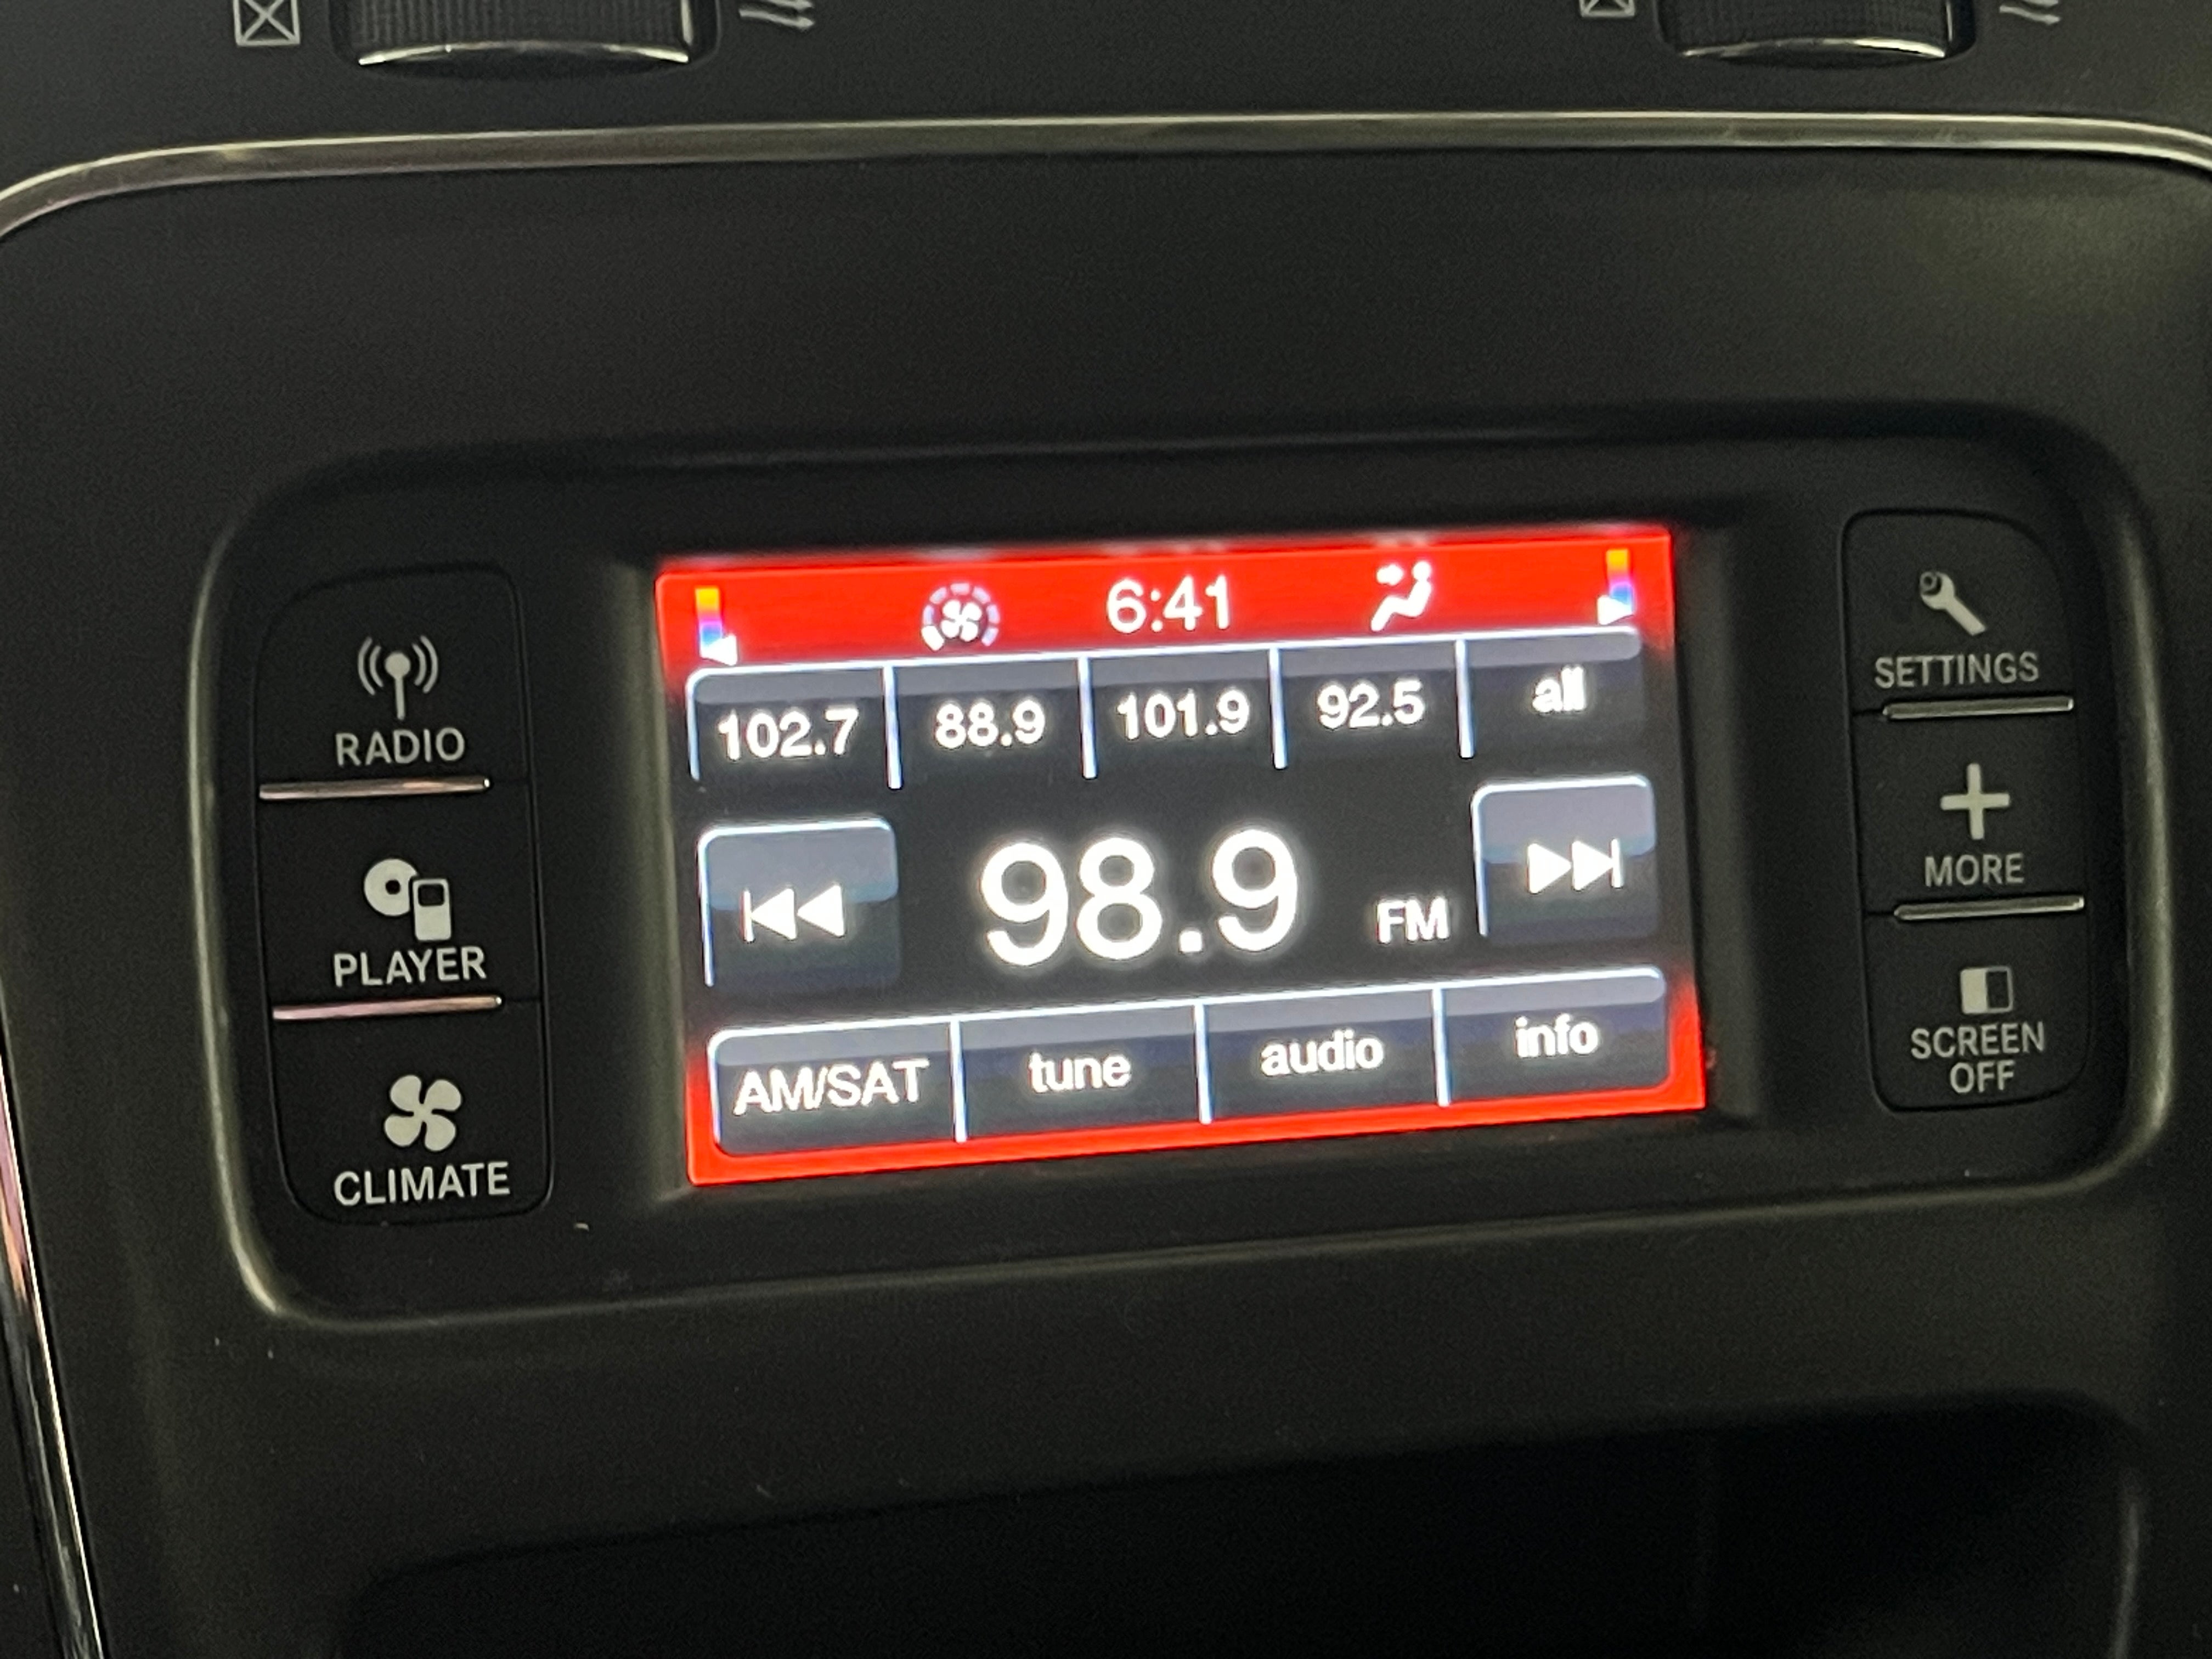 6:41
102.7 88.9 101.9 92.5 all
98.9 FM
AM/SAT tune audio info
RADIO
PLAYER
CLIMATE
SETTINGS
MORE
SCREEN
OFF